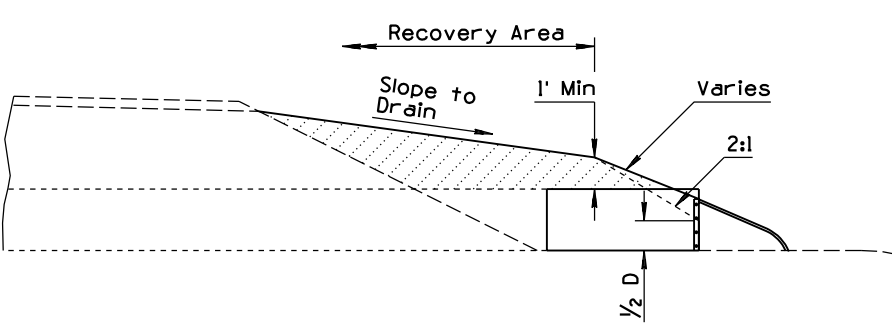 Recovery Area
Slope to
Drain
1' Min
Varies
2:1
½ D